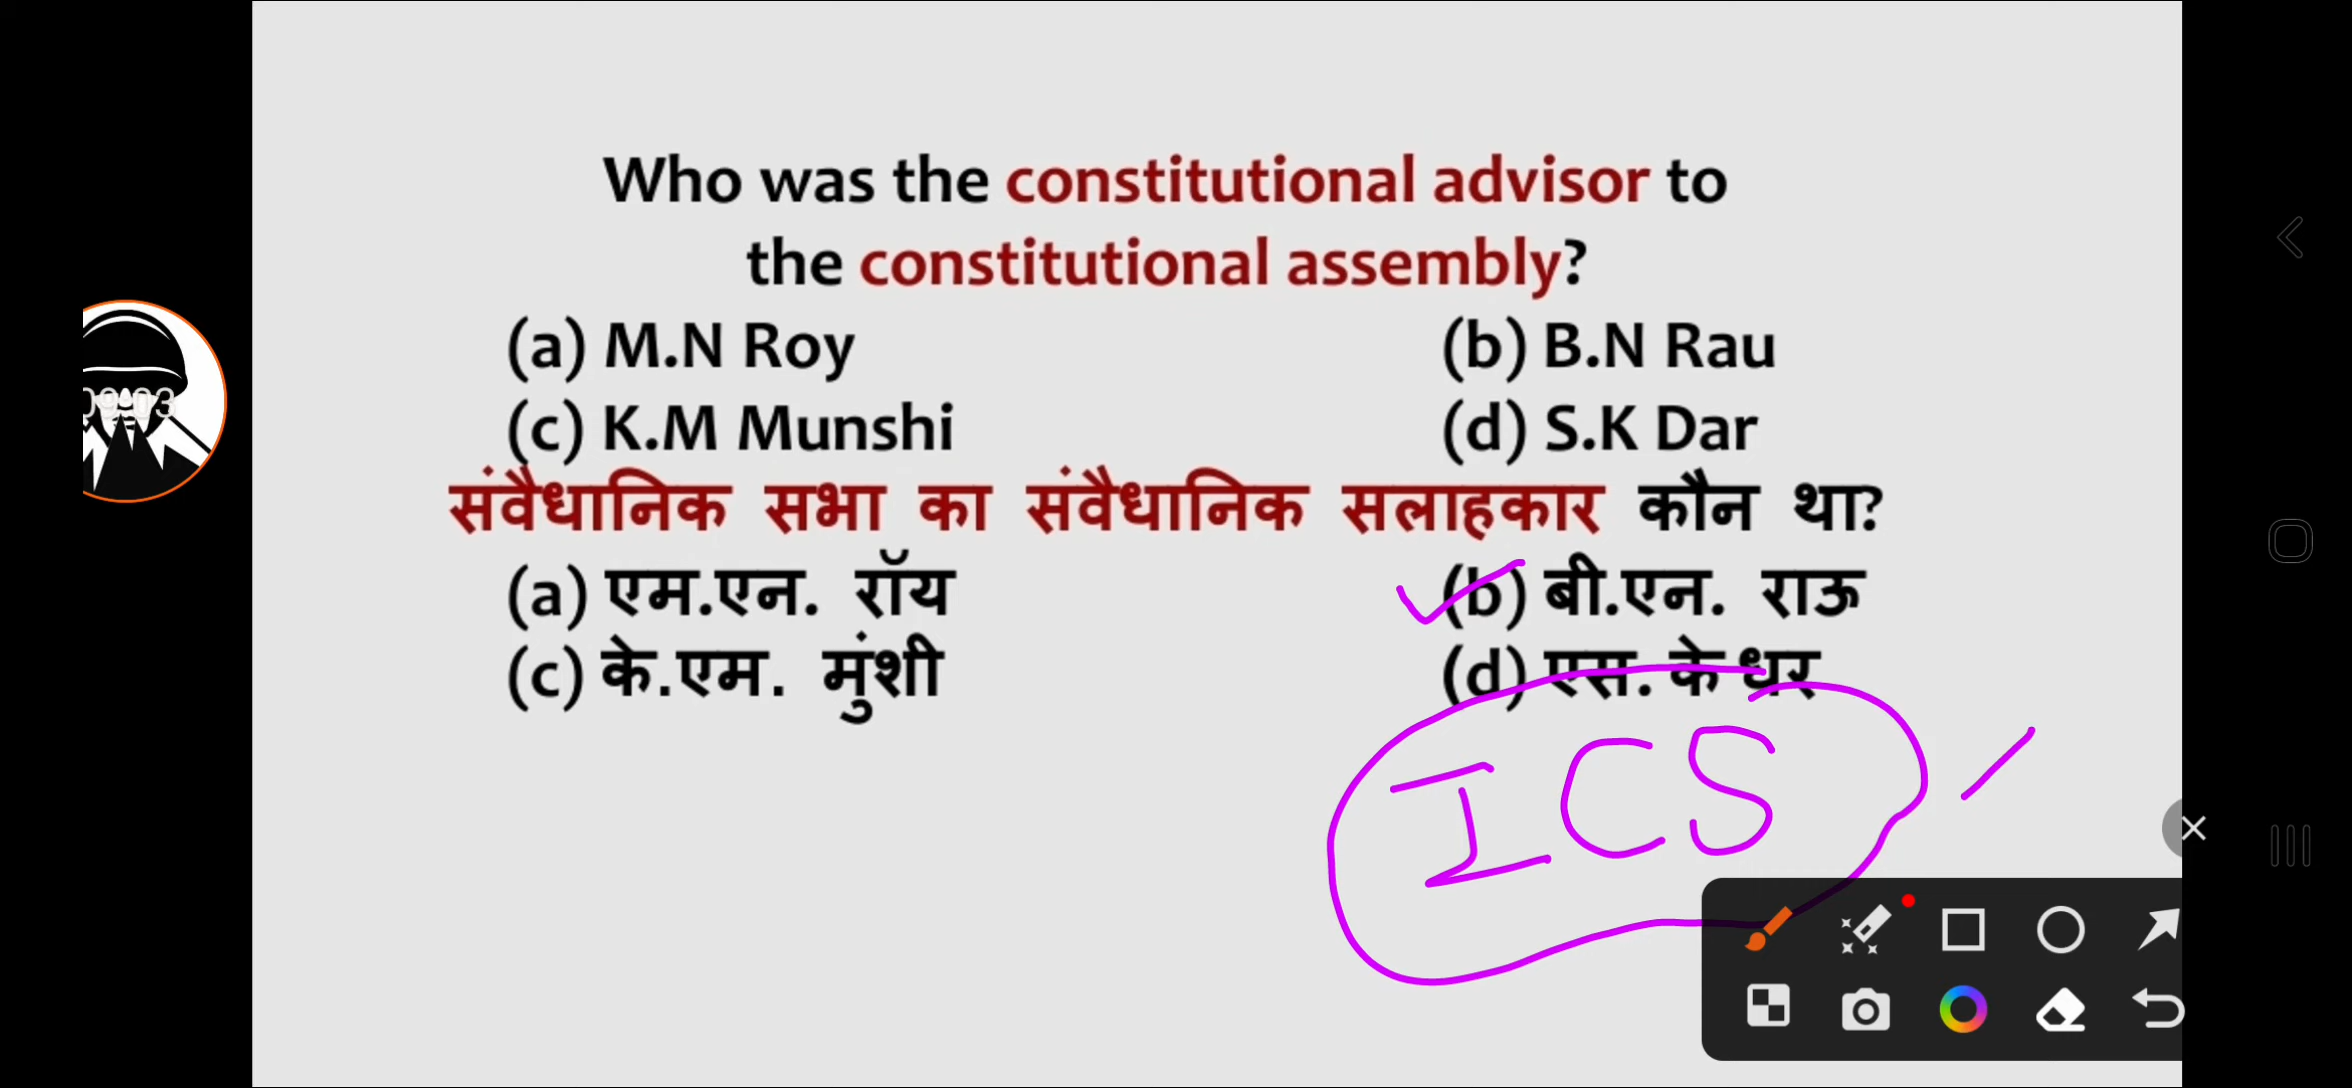 Who was the constitutional advisor to
the constitutional assembly?
(a) M.N Roy (b) B.N Rau
(c) K.M Munshi (d) S.K Dar
संवैधानिक सभा का संवैधानिक सलाहकार कौन था?
(a) एम.एन. रॉय (b) बी.एन. राऊ
(c) के.एम. मुंशी (d) एस. के धर
ICS